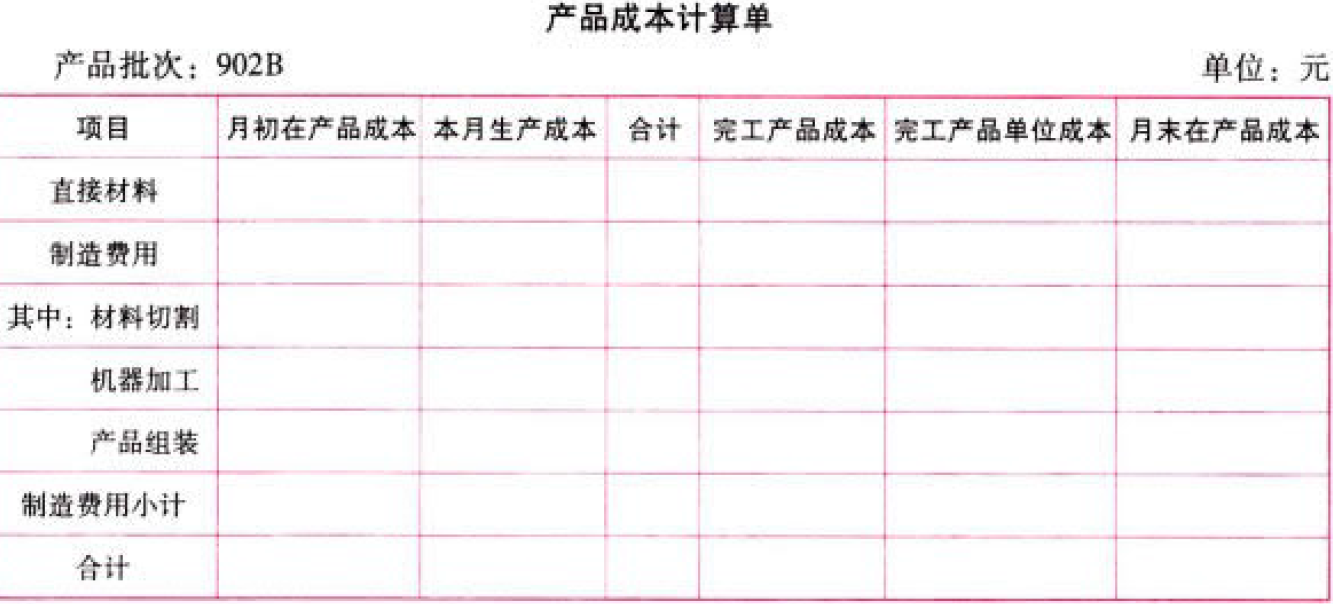 产品成本计算单
产品批次：902B 单位：元
项目 月初在产品成本 本月生产成本 合计 完工产品成本 完工产品单位成本 月末在产品成本
直接材料
制造费用
其中：材料切割
机器加工
产品组装
制造费用小计
合计